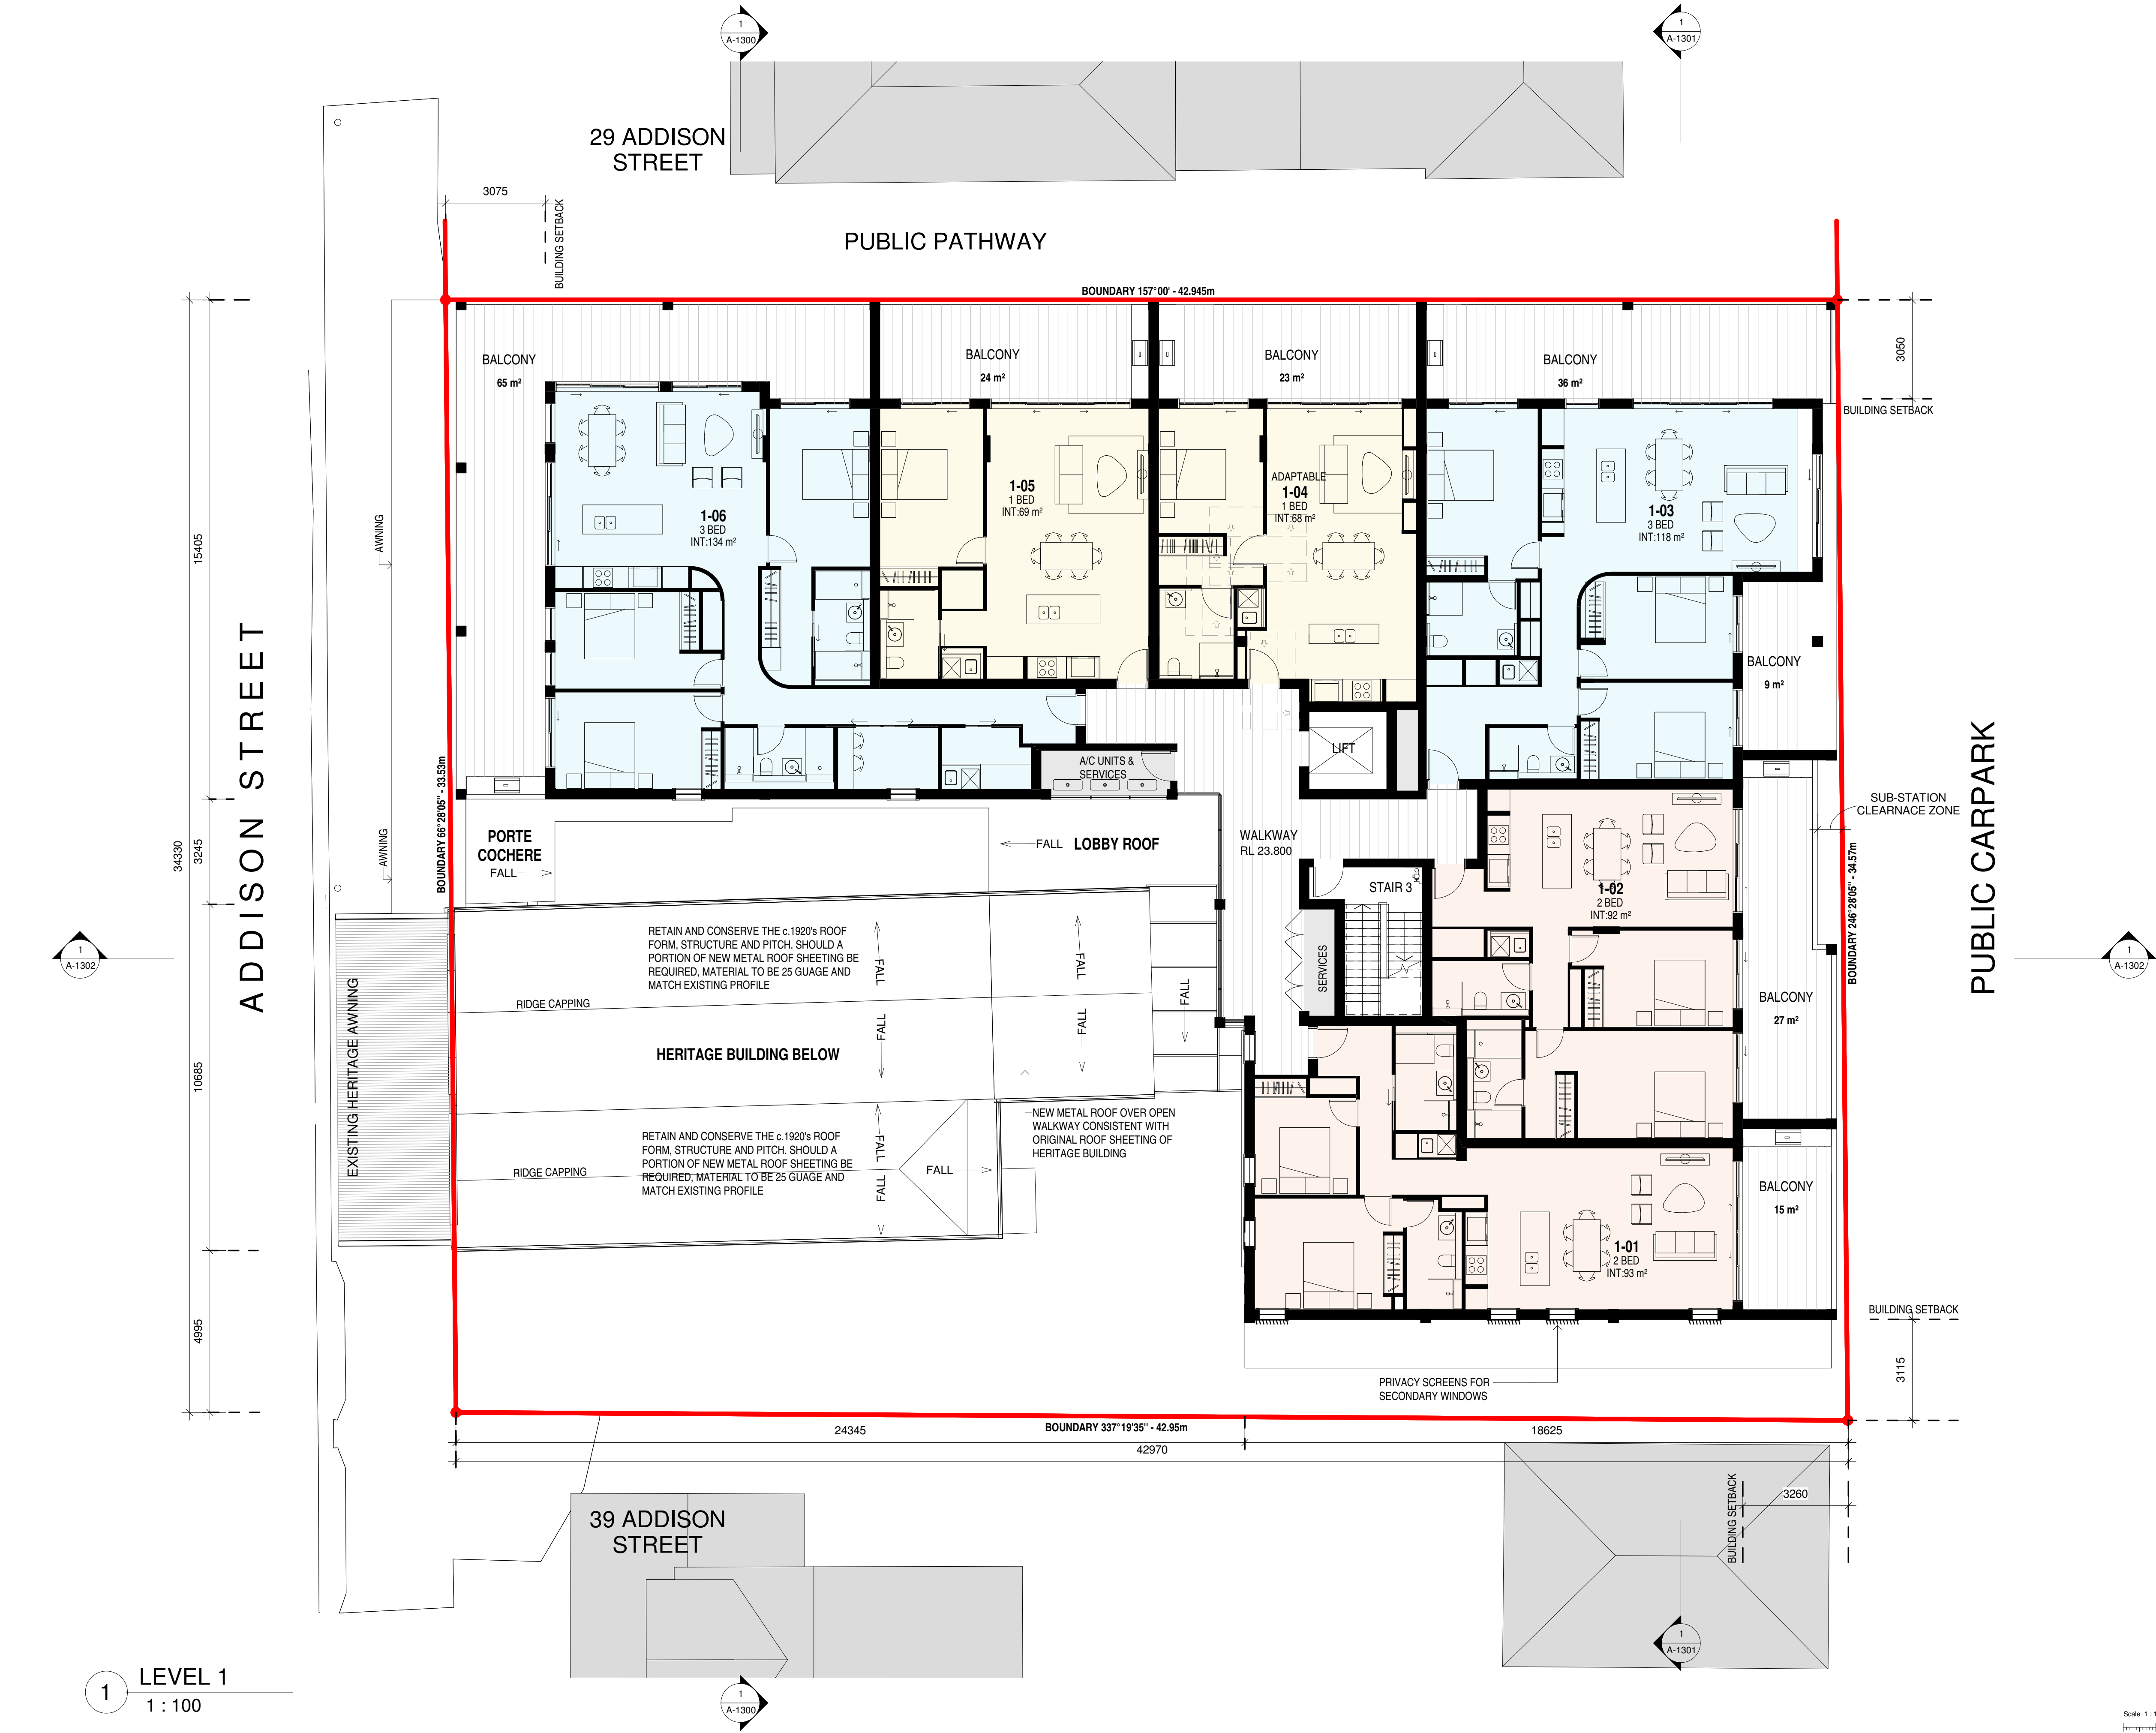 1
A-1300
1
A-1301
29 ADDISON
STREET
3075
BUILDING SETBACK
PUBLIC PATHWAY
BOUNDARY 157°00' - 42.945m
BALCONY
65 m²
BALCONY
24 m²
BALCONY
23 m²
BALCONY
36 m²
3050
BUILDING SETBACK
1-06
3 BED
INT:134 m²
1-05
1 BED
INT:69 m²
ADAPTABLE
1-04
1 BED
INT:68 m²
1-03
3 BED
INT:118 m²
AWNING
15405
ADDISON STREET
BALCONY
9 m²
LIFT
A/C UNITS &
SERVICES
BOUNDARY 66°28'05" - 33.53m
PORTE
COCHERE
FALL
FALL
LOBBY ROOF
WALKWAY
RL 23.800
AWNING
34330
3245
SUB-STATION
CLEARNACE ZONE
PUBLIC CARPARK
BOUNDARY 246°28'05" - 34.57m
STAIR 3
1-02
2 BED
INT:92 m²
RETAIN AND CONSERVE THE c.1920's ROOF
FORM, STRUCTURE AND PITCH. SHOULD A
PORTION OF NEW METAL ROOF SHEETING BE
REQUIRED, MATERIAL TO BE 25 GUAGE AND
MATCH EXISTING PROFILE
FALL
FALL
FALL
SERVICES
1
A-1302
1
A-1302
RIDGE CAPPING
FALL
FALL
BALCONY
27 m²
HERITAGE BUILDING BELOW
EXISTING HERITAGE AWNING
10685
NEW METAL ROOF OVER OPEN
WALKWAY CONSISTENT WITH
ORIGINAL ROOF SHEETING OF
HERITAGE BUILDING
RETAIN AND CONSERVE THE c.1920's ROOF
FORM, STRUCTURE AND PITCH. SHOULD A
PORTION OF NEW METAL ROOF SHEETING BE
REQUIRED, MATERIAL TO BE 25 GUAGE AND
MATCH EXISTING PROFILE
RIDGE CAPPING
FALL
FALL
FALL
BALCONY
15 m²
1-01
2 BED
INT:93 m²
4995
BUILDING SETBACK
3115
PRIVACY SCREENS FOR
SECONDARY WINDOWS
24345
BOUNDARY 337°19'35" - 42.95m
18625
42970
BUILDING SETBACK
3260
39 ADDISON
STREET
1
A-1301
1
LEVEL 1
1 : 100
1
A-1300
Scale 1 :